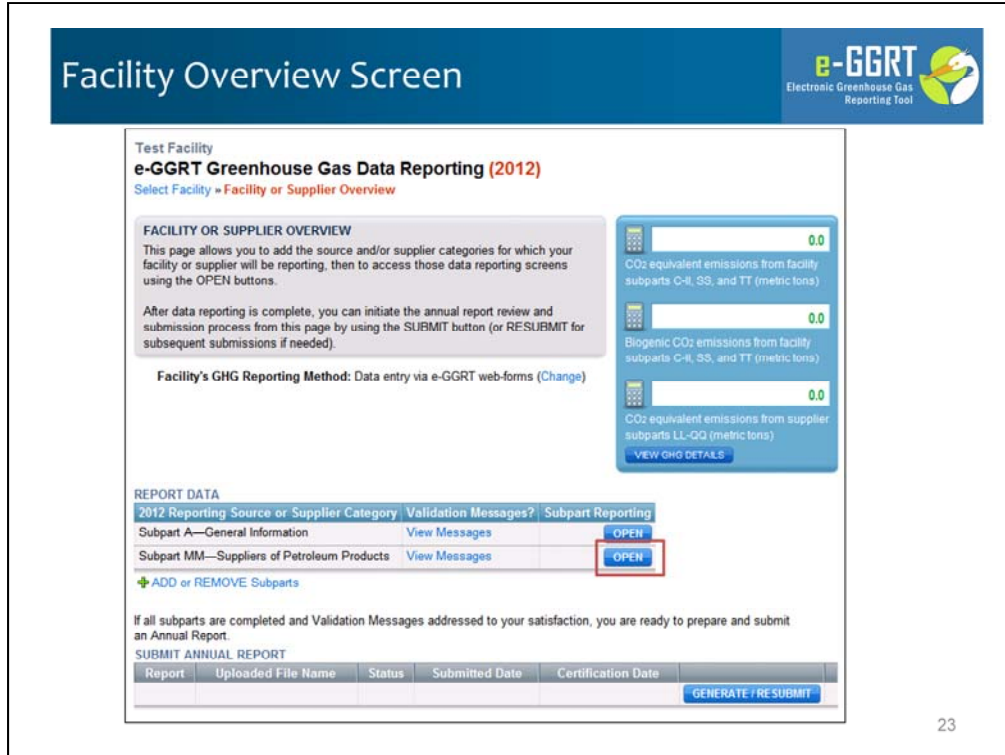 Facility Overview Screen
e-GGRT
Electronic Greenhouse Gas
Reporting Tool
Test Facility
e-GGRT Greenhouse Gas Data Reporting (2012)
Select Facility » Facility or Supplier Overview
FACILITY OR SUPPLIER OVERVIEW
This page allows you to add the source and/or supplier categories for which your
facility or supplier will be reporting, then to access those data reporting screens
using the OPEN buttons.
After data reporting is complete, you can initiate the annual report review and
submission process from this page by using the SUBMIT button (or RESUBMIT for
subsequent submissions if needed).
Facility's GHG Reporting Method: Data entry via e-GGRT web-forms (Change)
0.0
CO2 equivalent emissions from facility
subparts C-II, SS, and TT (metric tons)
0.0
Biogenic CO2 emissions from facility
subparts C-II, SS, and TT (metric tons)
0.0
CO2 equivalent emissions from supplier
subparts LL-QQ (metric tons)
VIEW GHG DETAILS
REPORT DATA
2012 Reporting Source or Supplier Category Validation Messages? Subpart Reporting
Subpart A—General Information View Messages OPEN
Subpart MM—Suppliers of Petroleum Products View Messages OPEN
ADD or REMOVE Subparts
If all subparts are completed and Validation Messages addressed to your satisfaction, you are ready to prepare and submit
an Annual Report.
SUBMIT ANNUAL REPORT
Report Uploaded File Name Status Submitted Date Certification Date
GENERATE / RESUBMIT
23